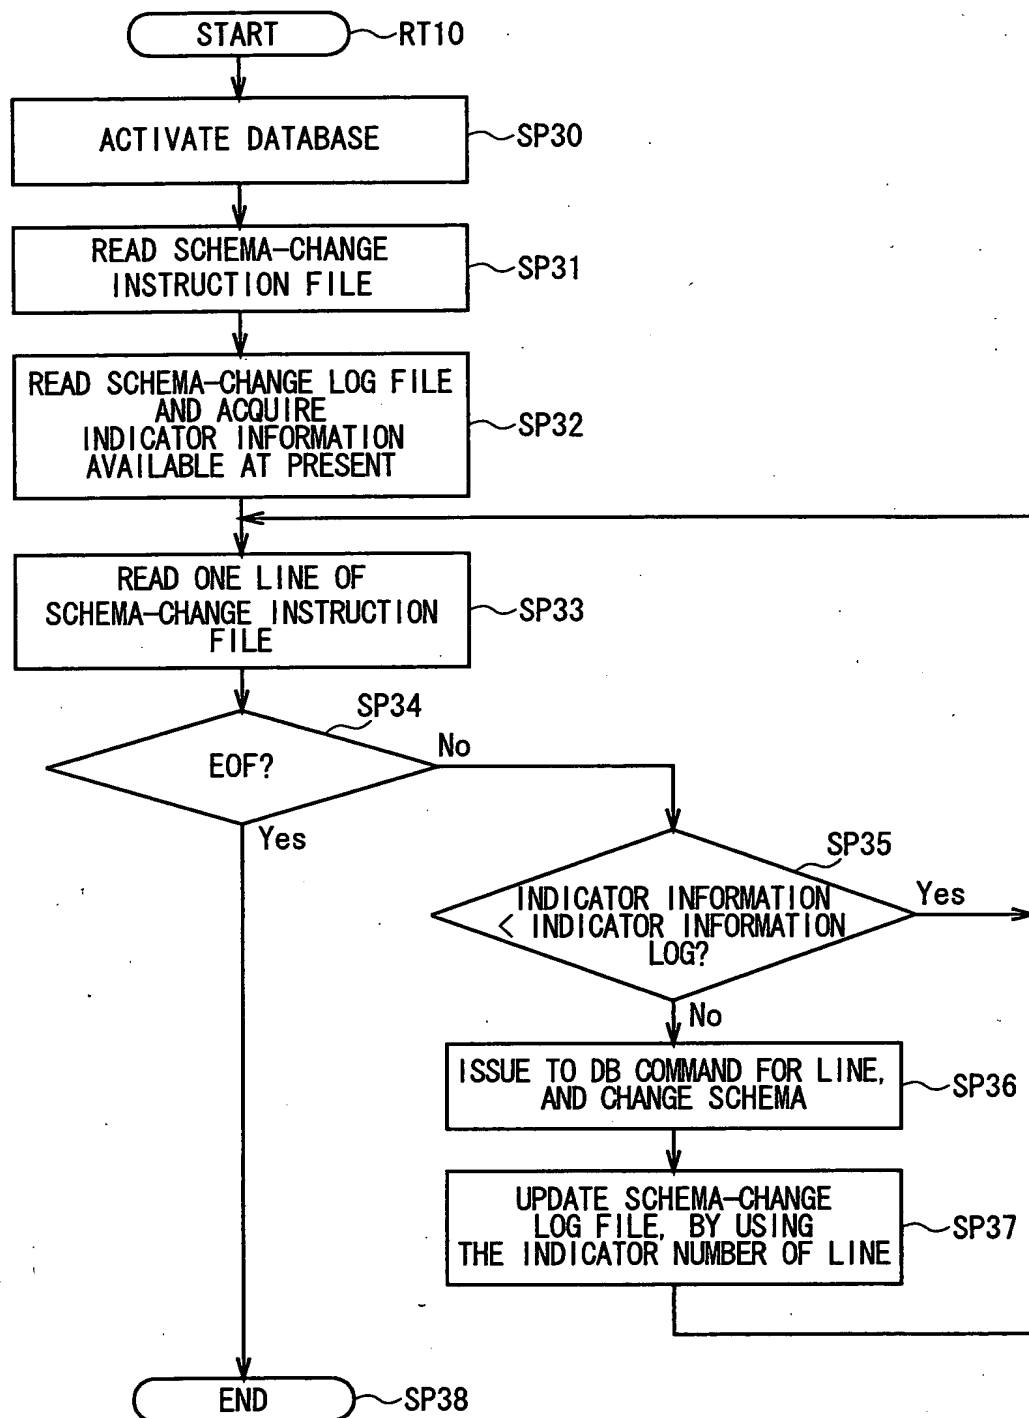 START
RT10
ACTIVATE DATABASE
SP30
READ SCHEMA-CHANGE
INSTRUCTION FILE
SP31
READ SCHEMA-CHANGE LOG FILE
AND ACQUIRE
INDICATOR INFORMATION
AVAILABLE AT PRESENT
SP32
READ ONE LINE OF
SCHEMA-CHANGE INSTRUCTION
FILE
SP33
SP34
EOF?
No
Yes
SP35
INDICATOR INFORMATION
< INDICATOR INFORMATION
LOG?
Yes
No
ISSUE TO DB COMMAND FOR LINE,
AND CHANGE SCHEMA
SP36
UPDATE SCHEMA-CHANGE
LOG FILE, BY USING
THE INDICATOR NUMBER OF LINE
SP37
END
SP38